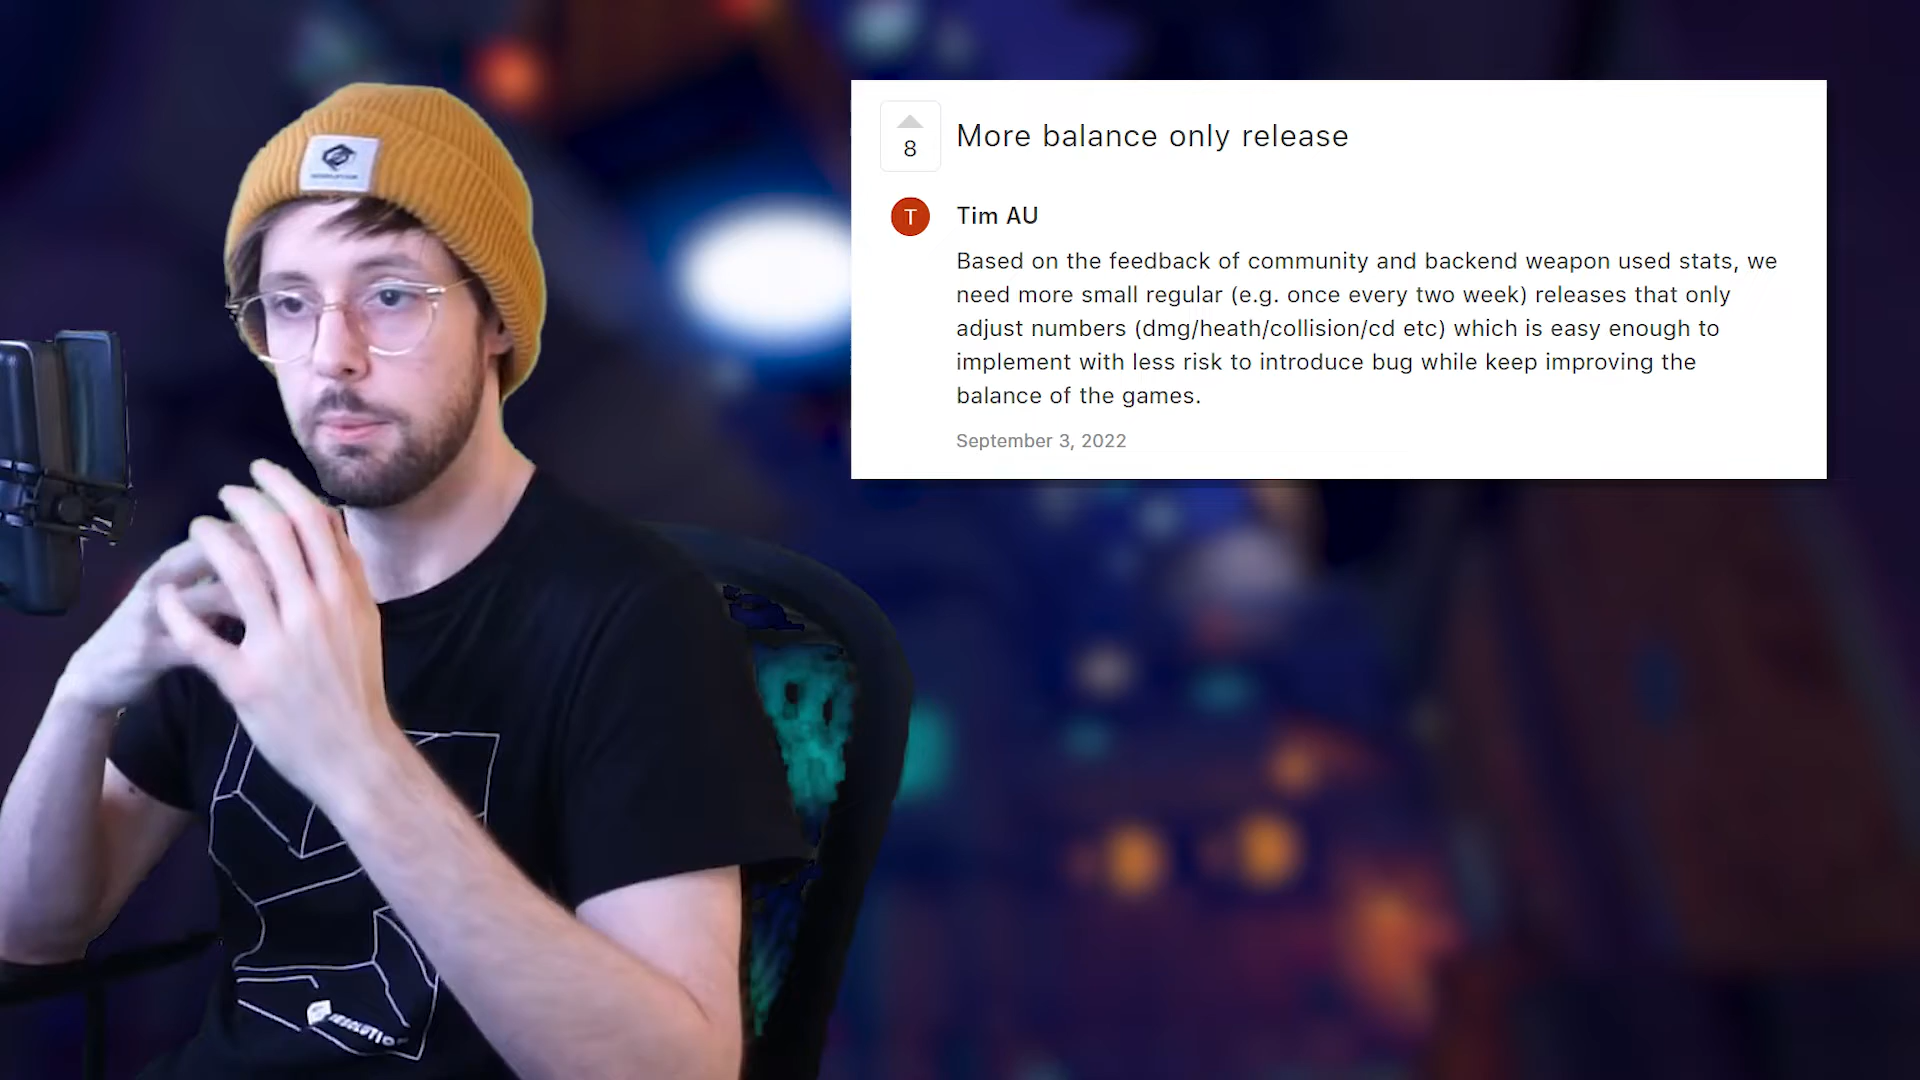 8
More balance only release
T
Tim AU
Based on the feedback of community and backend weapon used stats, we
need more small regular (e.g. once every two week) releases that only
adjust numbers (dmg/heath/collision/cd etc) which is easy enough to
implement with less risk to introduce bug while keep improving the
balance of the games.
September 3, 2022